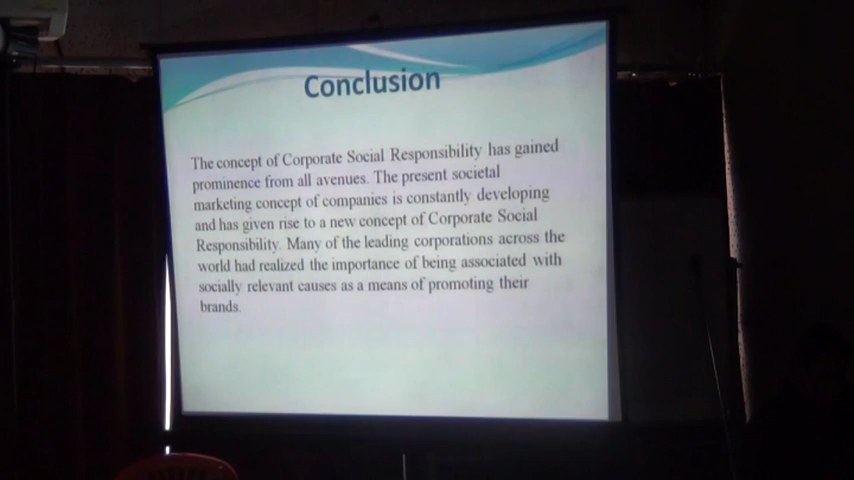 Conclusion
The concept of Corporate Social Responsibility has gained
prominence from all avenues. The present societal
marketing concept of companies is constantly developing
and has given rise to a new concept of Corporate Social
Responsibility. Many of the leading corporations across the
world had realized the importance of being associated with
socially relevant causes as a means of promoting their
brands.